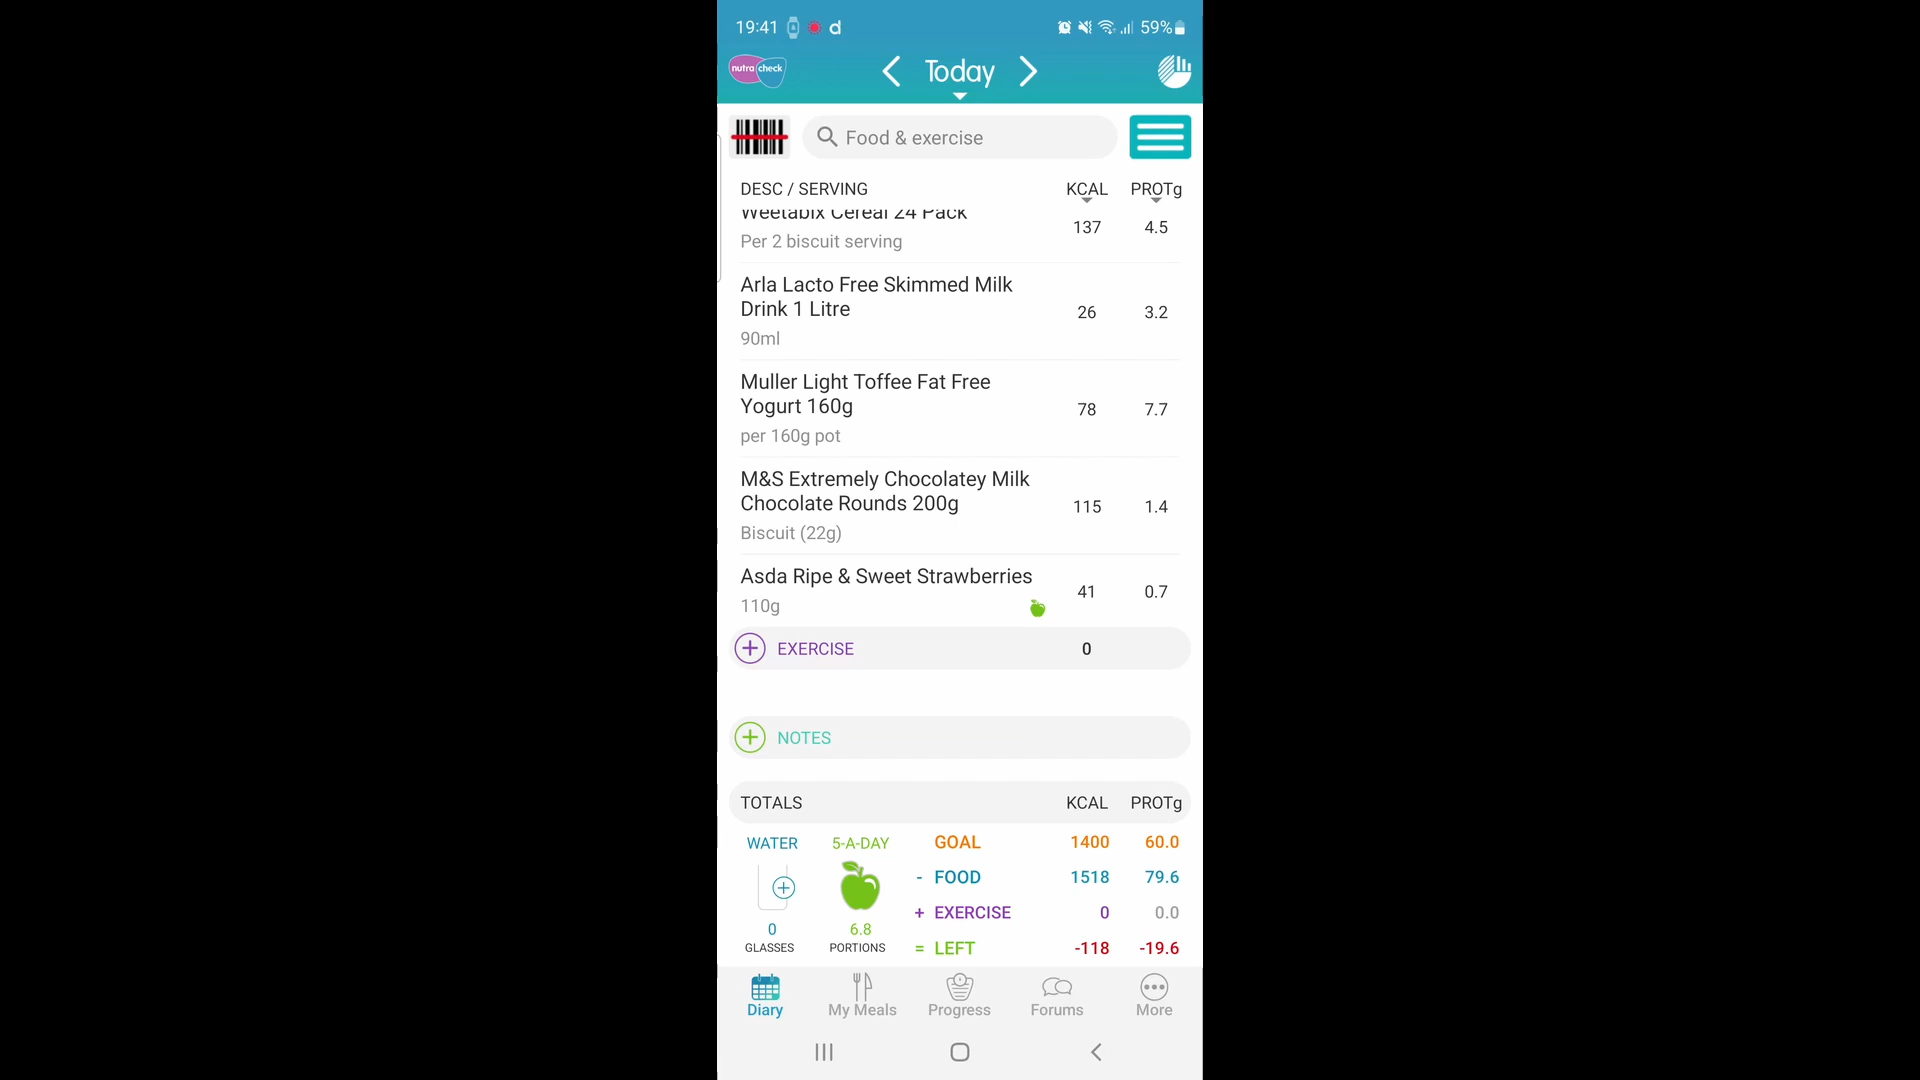 19:41 d 59%
nutra check Today
Food & exercise
DESC / SERVING KCAL PROTg
Weetabix Cereal 24 Pack
137 4.5
Per 2 biscuit serving
Arla Lacto Free Skimmed Milk
Drink 1 Litre
26 3.2
90ml
Muller Light Toffee Fat Free
Yogurt 160g
78 7.7
per 160g pot
M&S Extremely Chocolatey Milk
Chocolate Rounds 200g
115 1.4
Biscuit (22g)
Asda Ripe & Sweet Strawberries
41 0.7
110g
EXERCISE 0
NOTES
TOTALS KCAL PROTg
WATER 5-A-DAY GOAL 1400 60.0
- FOOD 1518 79.6
+ EXERCISE 0 0.0
0 6.8
GLASSES PORTIONS = LEFT -118 -19.6
Diary My Meals Progress Forums More